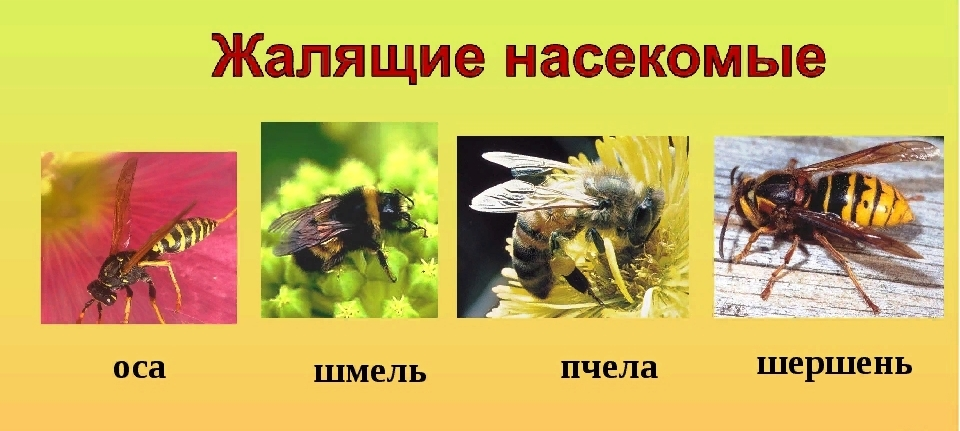 Жалящие насекомые
оса
шмель
пчела
шершень